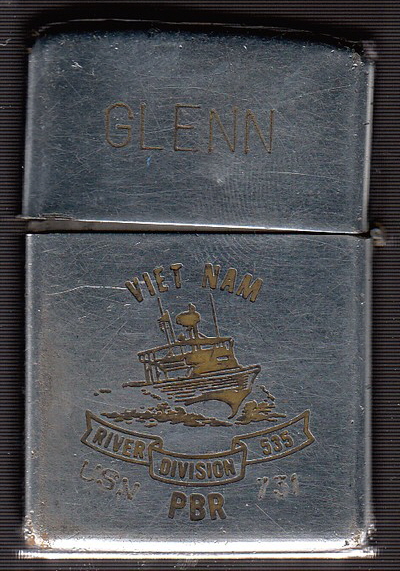 GLENN
VIET NAM
RIVER DIVISION 535
USN PBR 731